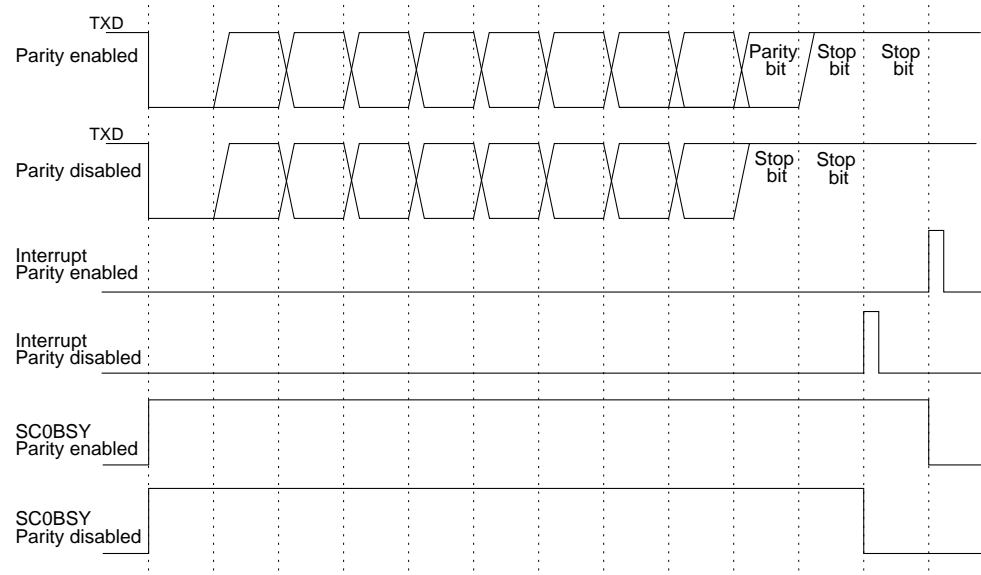 TXD
Parity enabled
Parity
bit
Stop
bit
Stop
bit
TXD
Parity disabled
Stop
bit
Stop
bit
Interrupt
Parity enabled
Interrupt
Parity disabled
SC0BSY
Parity enabled
SC0BSY
Parity disabled